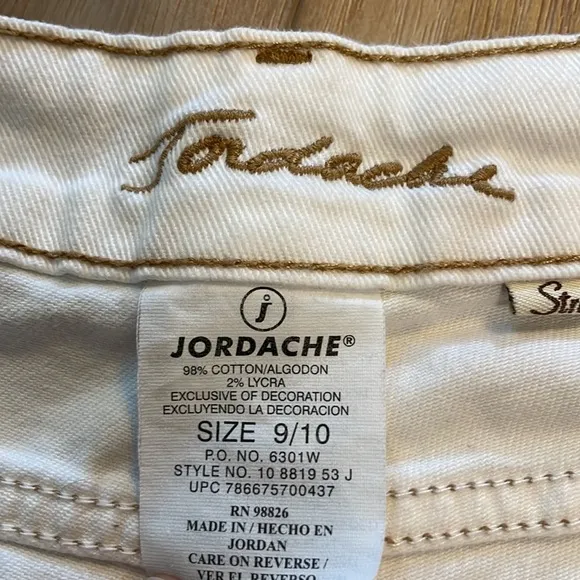 Jordache
j
JORDACHE®
98% COTTON/ALGODON
2% LYCRA
EXCLUSIVE OF DECORATION
EXCLUYENDO LA DECORACION
SIZE 9/10
P.O. NO. 6301W
STYLE NO. 10 8819 53 J
UPC 786675700437
RN 98826
MADE IN / HECHO EN
JORDAN
CARE ON REVERSE /
VER EL REVERSO